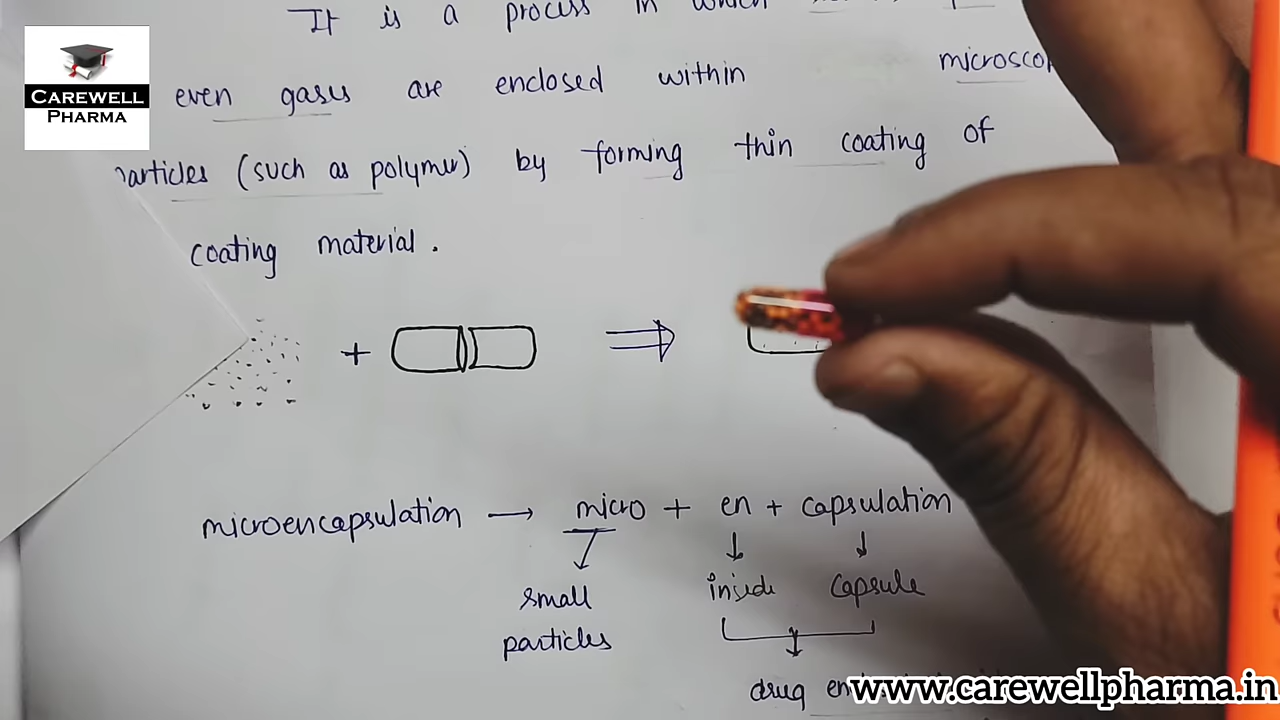 It is a process in which
CAREWELL
PHARMA
even gases are enclosed within microscop
particles (such as polymer) by forming thin coating of
coating material.
+ ⇒
microencapsulation → micro + en + capsulation
↓ ↓ ↓
small inside capsule
particles
↓
drug
www.carewellpharma.in